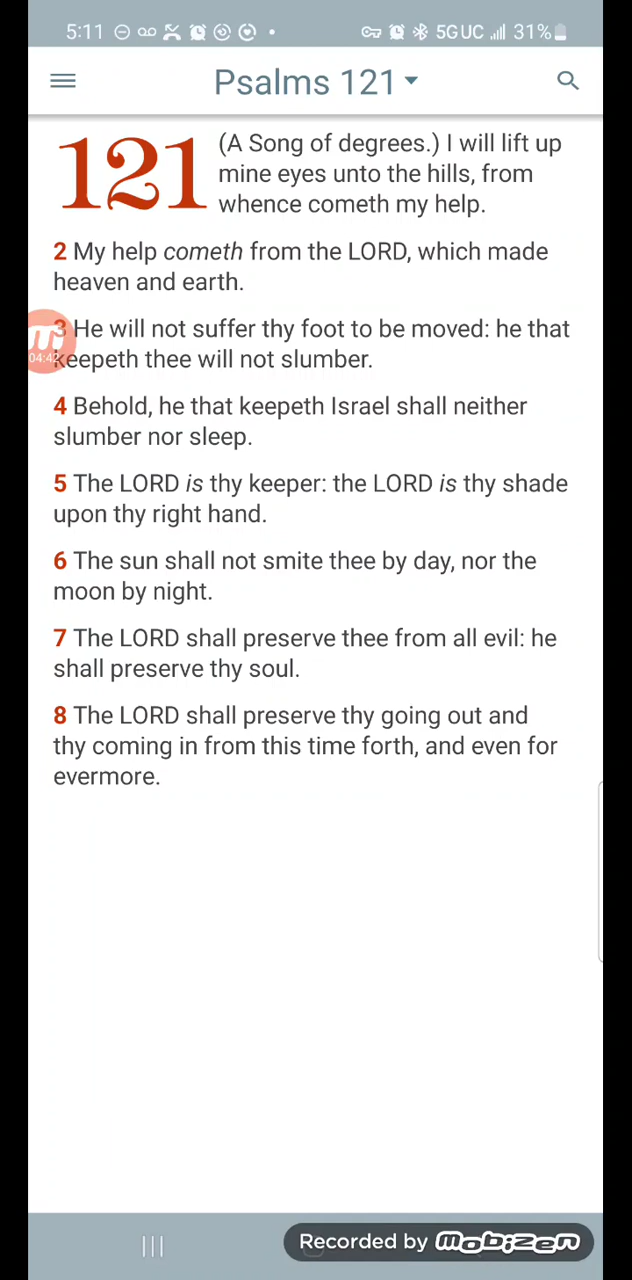 5:11 5G UC 31%
Psalms 121
121 (A Song of degrees.) I will lift up
mine eyes unto the hills, from
whence cometh my help.
2 My help cometh from the LORD, which made
heaven and earth.
3 He will not suffer thy foot to be moved: he that
04:42 keepeth thee will not slumber.
4 Behold, he that keepeth Israel shall neither
slumber nor sleep.
5 The LORD is thy keeper: the LORD is thy shade
upon thy right hand.
6 The sun shall not smite thee by day, nor the
moon by night.
7 The LORD shall preserve thee from all evil: he
shall preserve thy soul.
8 The LORD shall preserve thy going out and
thy coming in from this time forth, and even for
evermore.
Recorded by mobizen